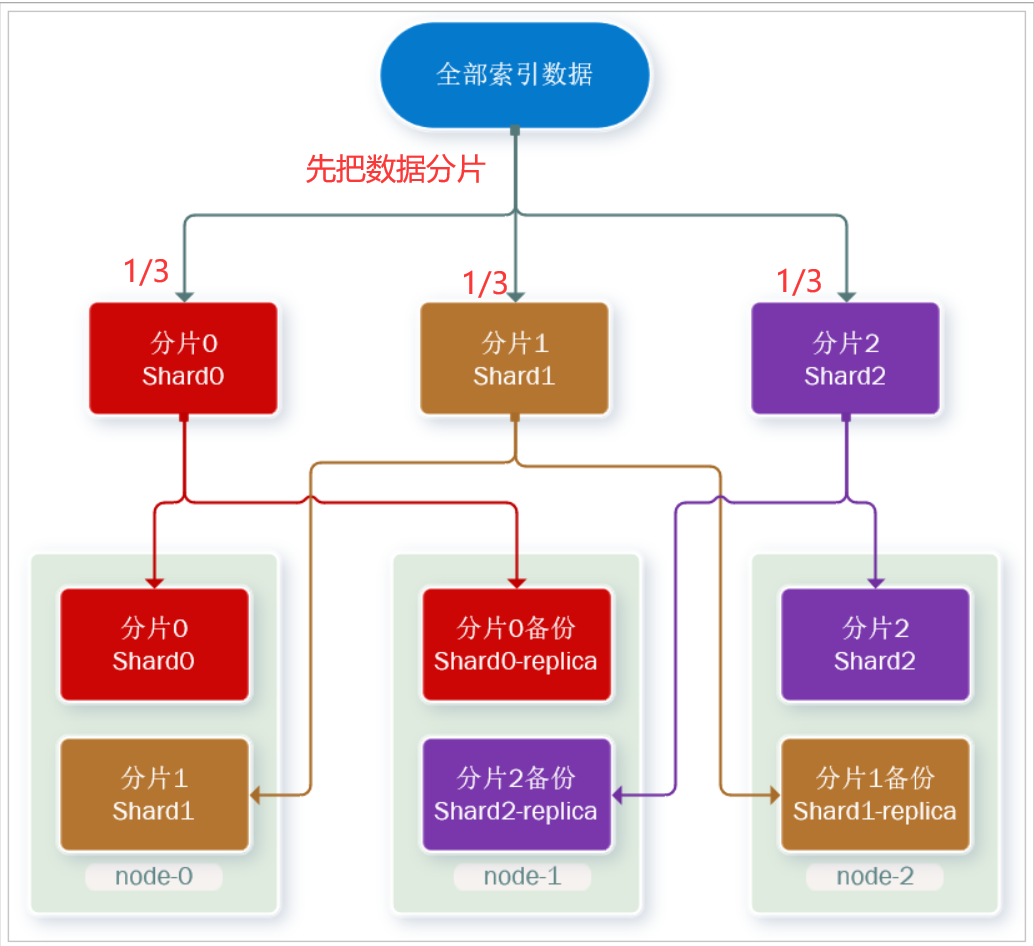 全部索引数据
先把数据分片
1/3
1/3
1/3
分片0
Shard0
分片1
Shard1
分片2
Shard2
分片0
Shard0
分片0备份
Shard0-replica
分片2
Shard2
分片1
Shard1
分片2备份
Shard2-replica
分片1备份
Shard1-replica
node-0
node-1
node-2